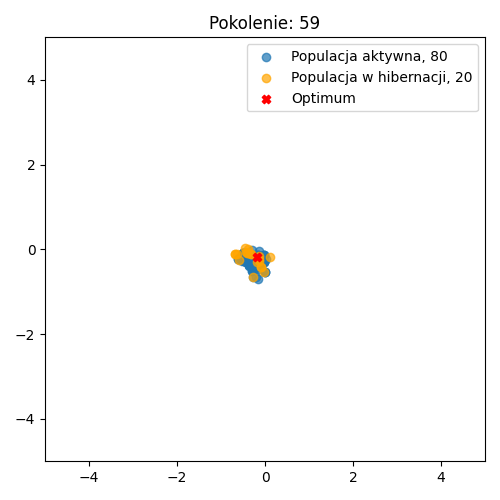 Pokolenie: 59
Populacja aktywna, 80
Populacja w hibernacji, 20
Optimum
4
2
0
−2
−4
−4 −2 0 2 4